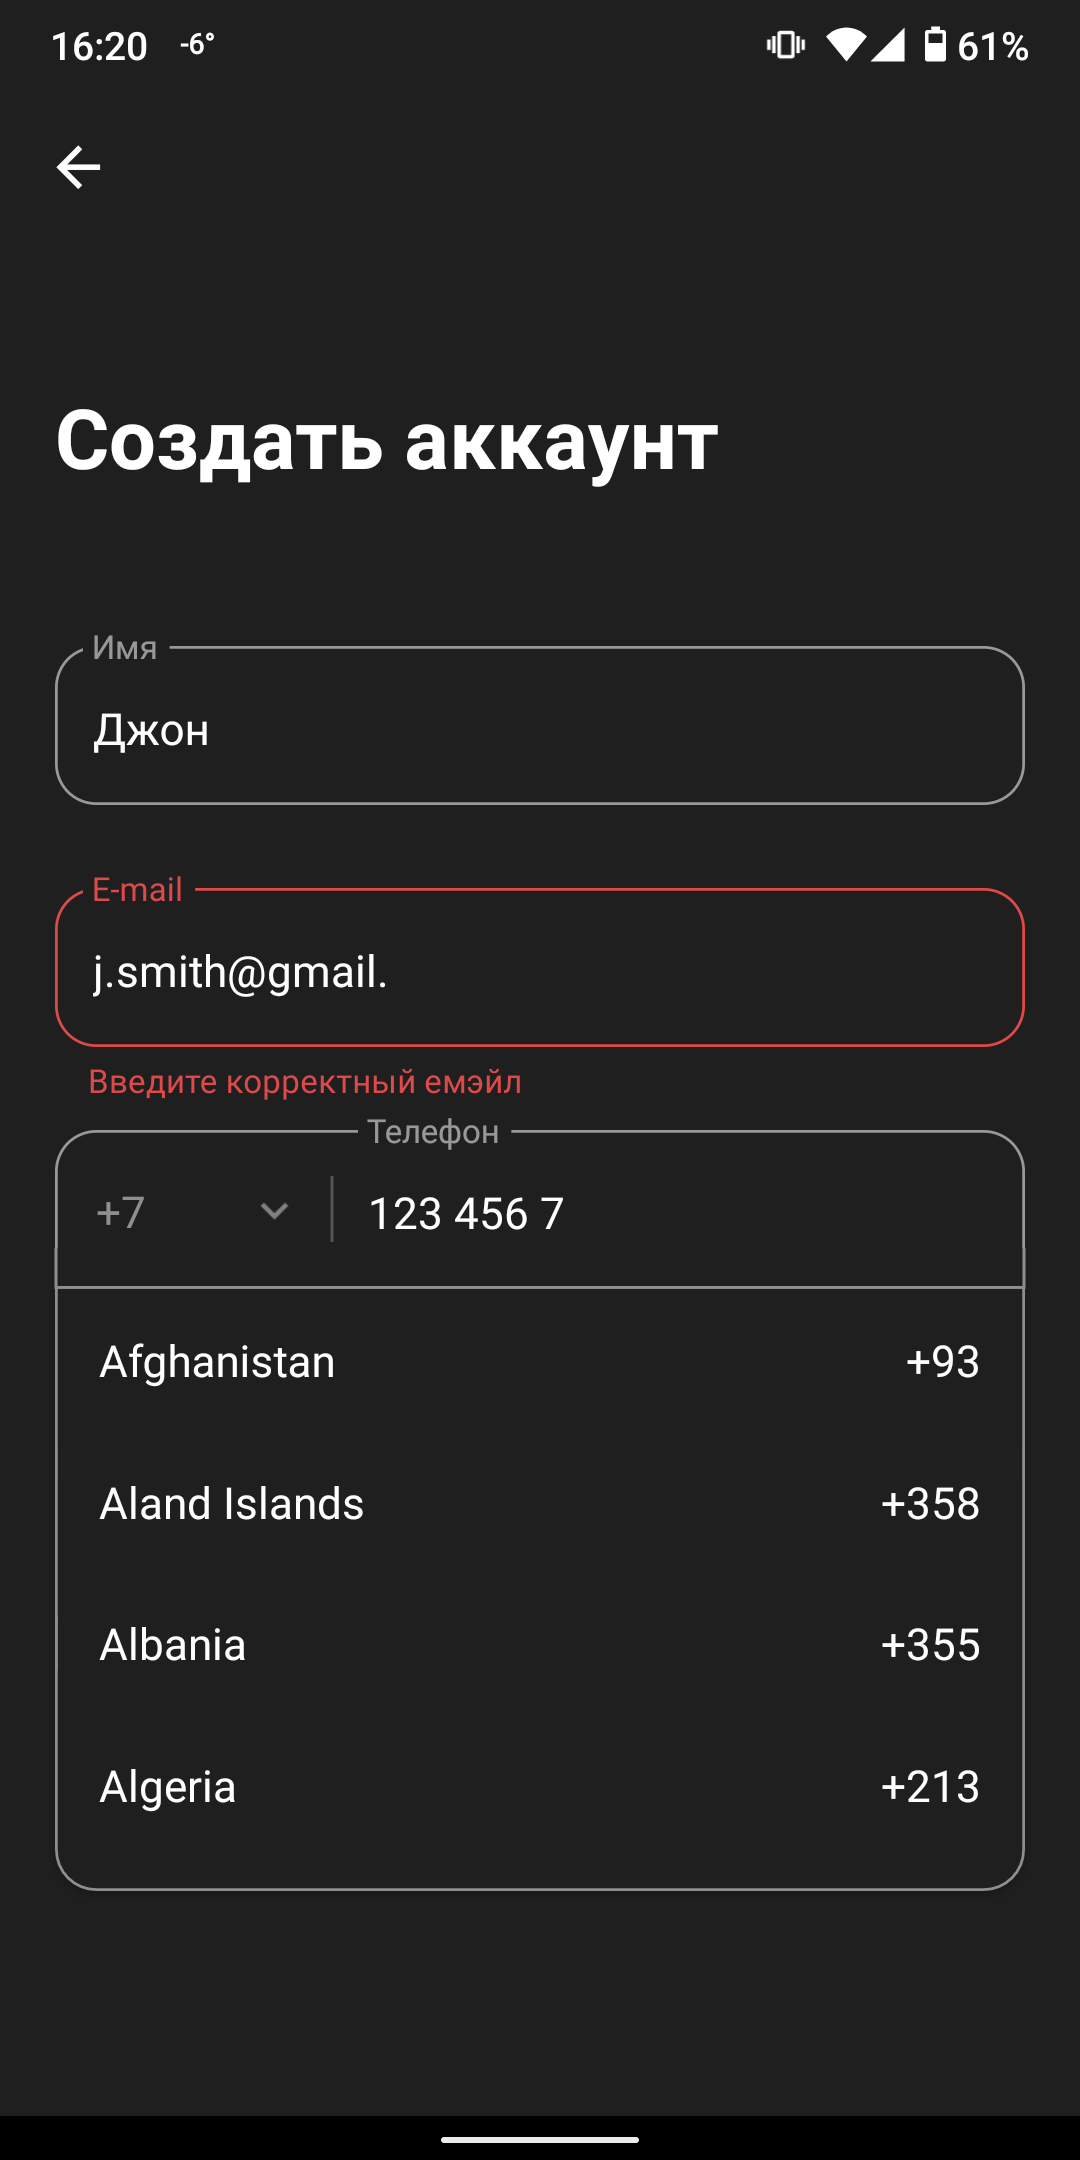 16:20 -6° 61%
Создать аккаунт
Имя
Джон
E-mail
j.smith@gmail.
Введите корректный емэйл
Телефон
+7 123 456 7
Afghanistan +93
Aland Islands +358
Albania +355
Algeria +213